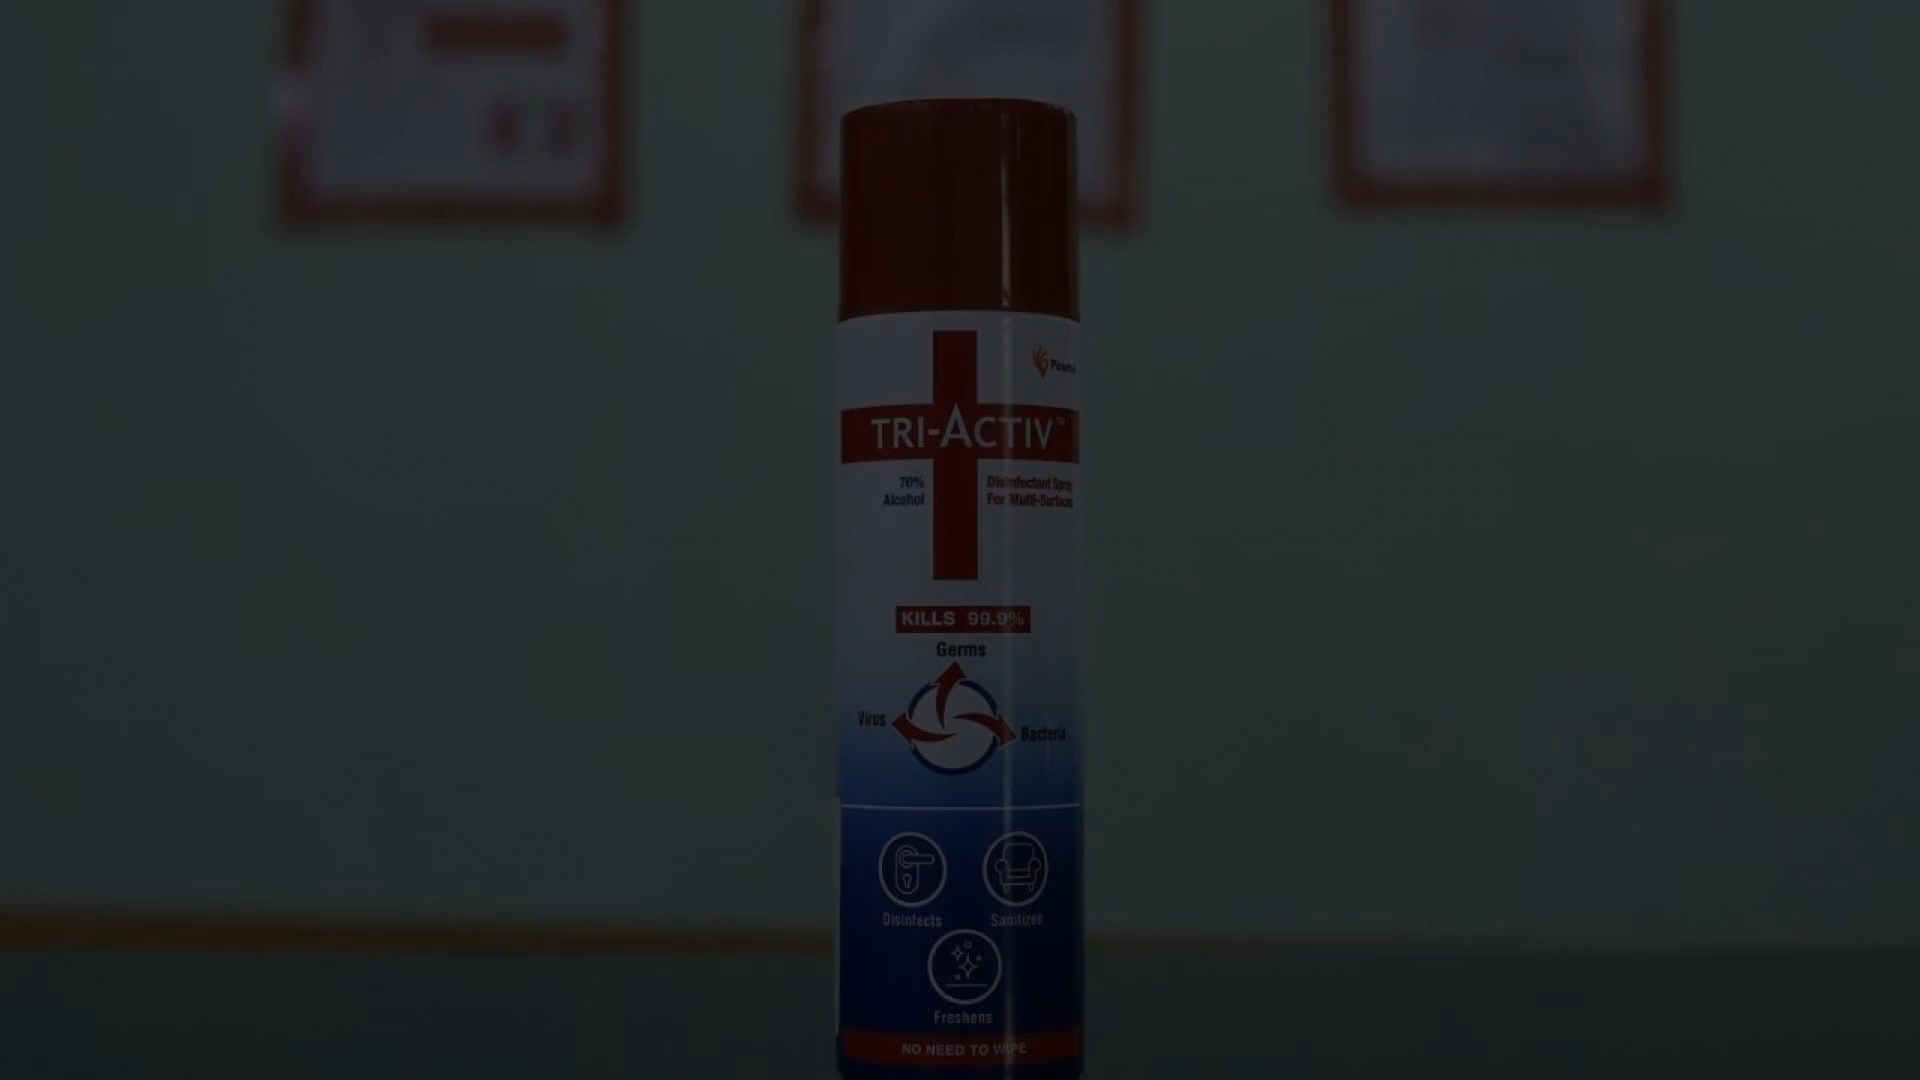 TRI-ACTIV™
70%
Alcohol
Disinfectant Spray
For Multi-Surfaces
KILLS 99.9%
Germs
Virus
Bacteria
Disinfects
Sanitizes
Freshens
NO NEED TO WIPE